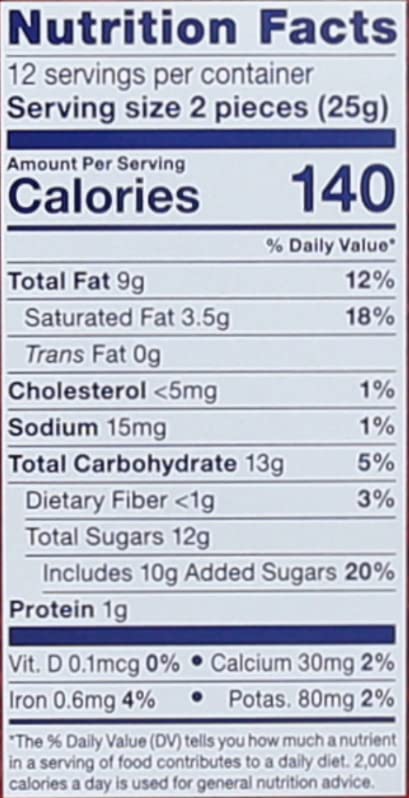 Nutrition Facts
12 servings per container
Serving size 2 pieces (25g)
Amount Per Serving
Calories 140
% Daily Value*
Total Fat 9g 12%
Saturated Fat 3.5g 18%
Trans Fat 0g
Cholesterol <5mg 1%
Sodium 15mg 1%
Total Carbohydrate 13g 5%
Dietary Fiber <1g 3%
Total Sugars 12g
Includes 10g Added Sugars 20%
Protein 1g
Vit. D 0.1mcg 0% • Calcium 30mg 2%
Iron 0.6mg 4% • Potas. 80mg 2%
*The % Daily Value (DV) tells you how much a nutrient
in a serving of food contributes to a daily diet. 2,000
calories a day is used for general nutrition advice.